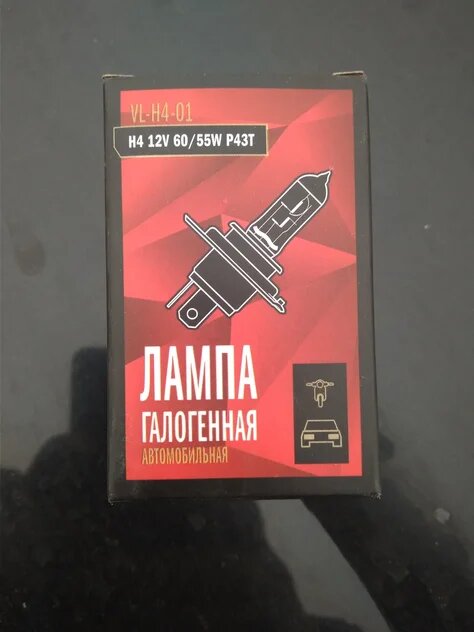 VL-H4-01
H4 12V 60/55W P43T
ЛАМПА
ГАЛОГЕННАЯ
АВТОМОБИЛЬНАЯ